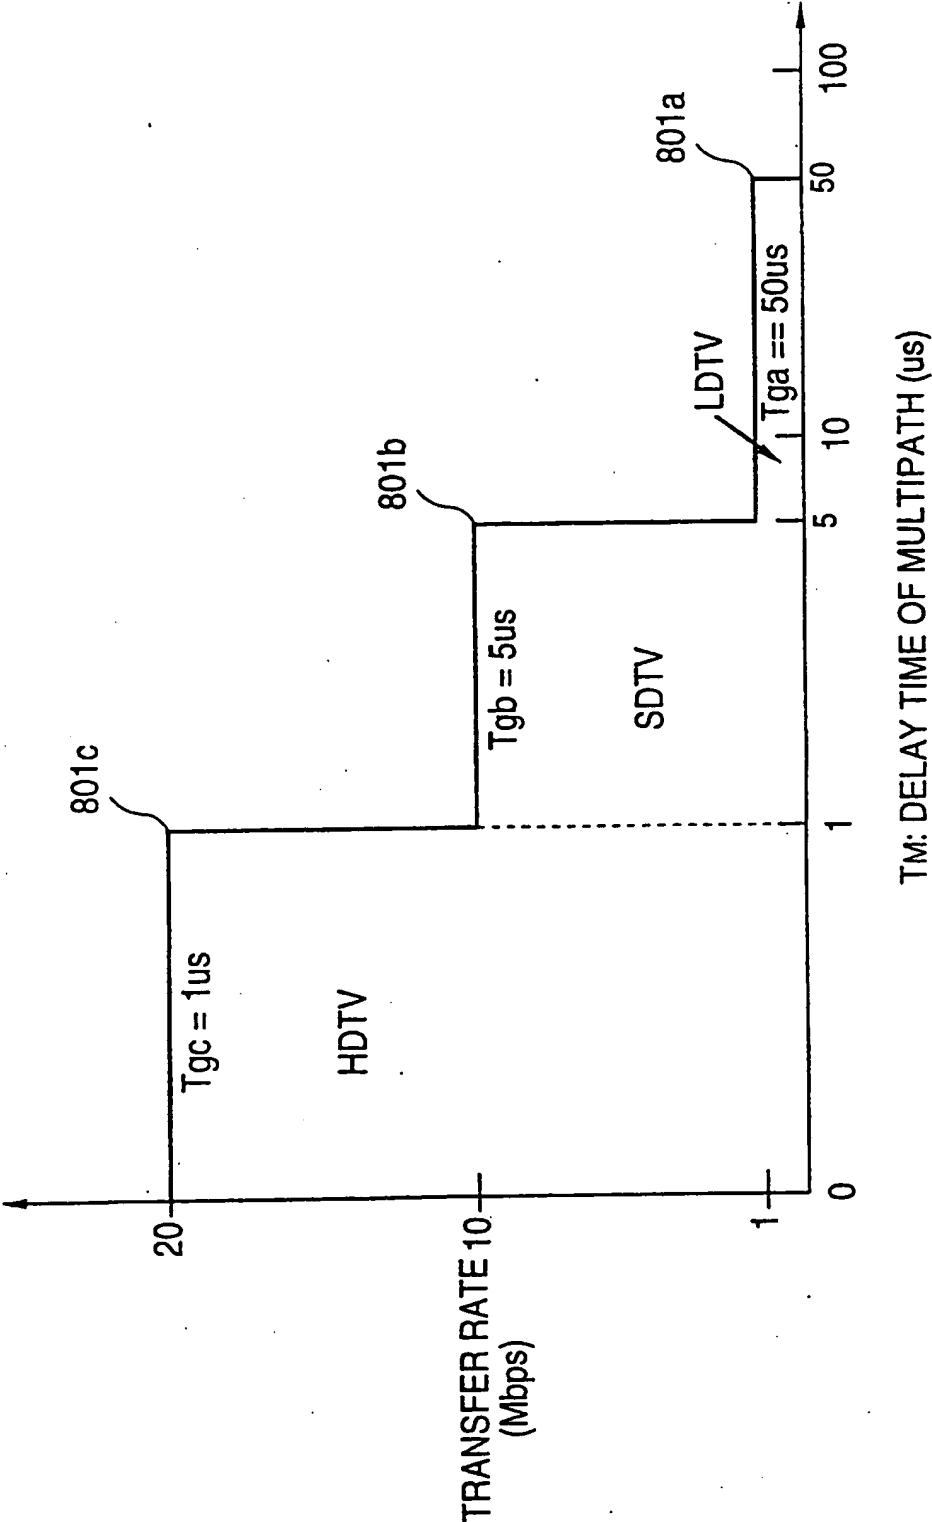 801c
20
Tgc = 1us
HDTV
801b
TRANSFER RATE 10
(Mbps)
Tgb = 5us
SDTV
801a
LDTV
Tga == 50us
1
0
1
5
10
50
100
TM: DELAY TIME OF MULTIPATH (us)